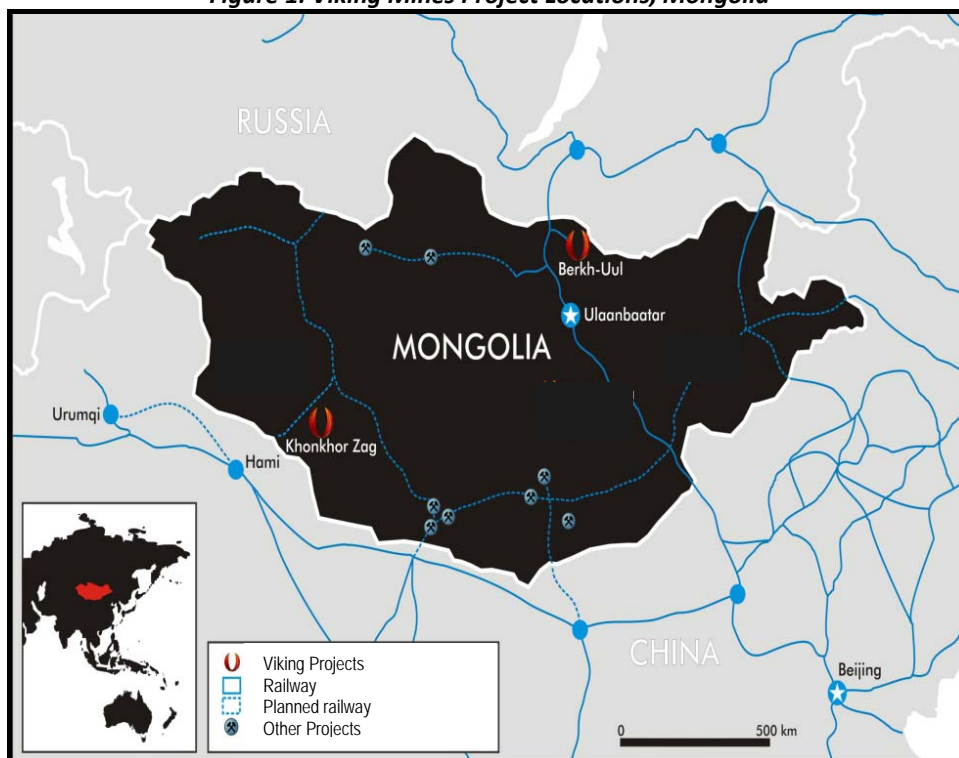 Figure 1: Viking Mines Project Locations, Mongolia
RUSSIA
Berkh-Uul
Ulaanbaatar
MONGOLIA
Urumqi
Khonkhor Zag
Hami
CHINA
Beijing
Viking Projects
Railway
Planned railway
Other Projects
0 500 km